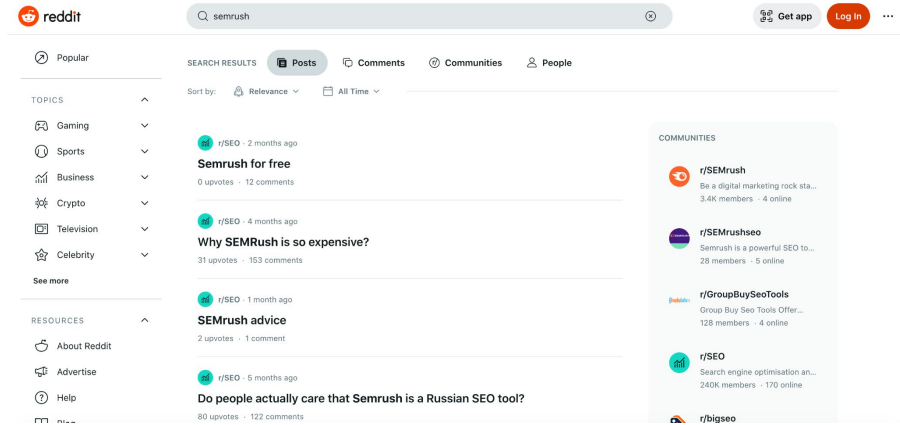 reddit
semrush
Get app
Log In
Popular
TOPICS
Gaming
Sports
Business
Crypto
Television
Celebrity
See more
RESOURCES
About Reddit
Advertise
Help
SEARCH RESULTS
Posts
Comments
Communities
People
Sort by:
Relevance
All Time
r/SEO · 2 months ago
Semrush for free
0 upvotes · 12 comments
r/SEO · 4 months ago
Why SEMRush is so expensive?
31 upvotes · 153 comments
r/SEO · 1 month ago
SEMrush advice
2 upvotes · 1 comment
r/SEO · 5 months ago
Do people actually care that Semrush is a Russian SEO tool?
80 upvotes · 122 comments
COMMUNITIES
r/SEMrush
Be a digital marketing rock sta...
3.4K members · 4 online
r/SEMrushseo
Semrush is a powerful SEO to...
28 members · 5 online
r/GroupBuySeoTools
Group Buy Seo Tools Offer...
128 members · 4 online
r/SEO
Search engine optimisation an...
240K members · 170 online
r/bigseo